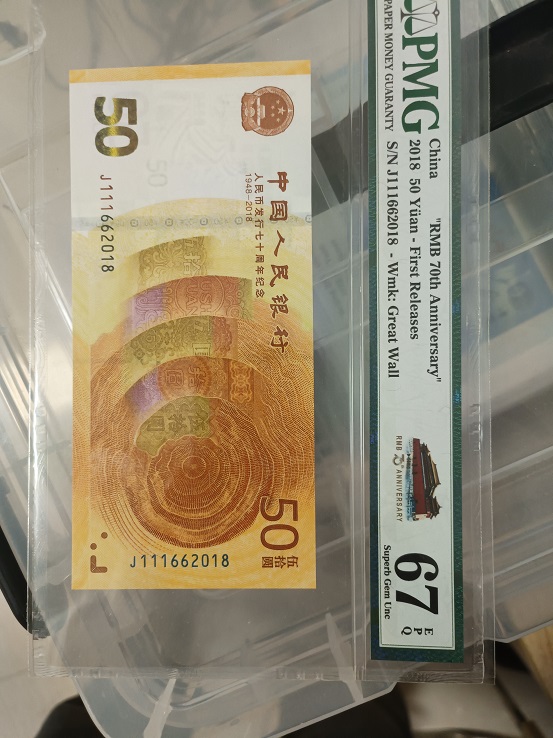 中国人民银行
人民币发行七十周年纪念
1948-2018
50
J111662018
50
伍拾圆
J111662018
PMG
PAPER MONEY GUARANTY
China "RMB 70th Anniversary"
2018 50 Yüan - First Releases
S/N J111662018 - Wmk: Great Wall
RMB 70th ANNIVERSARY
67 EPQ
Superb Gem Unc